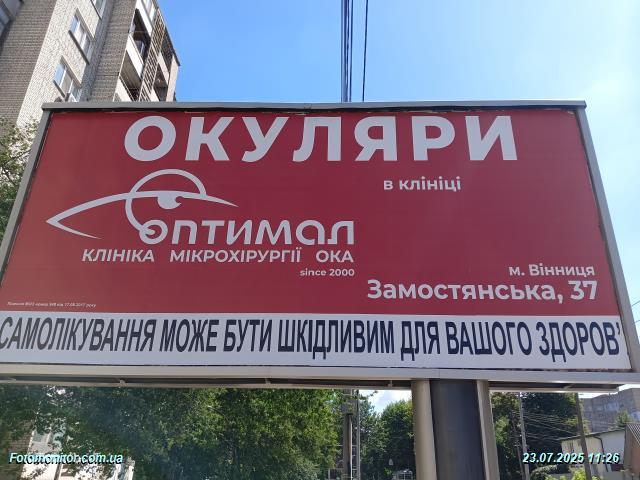 ОКУЛЯРИ
в клініці
оптимал
КЛІНІКА МІКРОХІРУРГІЇ ОКА
since 2000
м. Вінниця
Замостянська, 37
САМОЛІКУВАННЯ МОЖЕ БУТИ ШКІДЛИВИМ ДЛЯ ВАШОГО ЗДОРОВ'
Fotomonitor.com.ua
23.07.2025 11:26